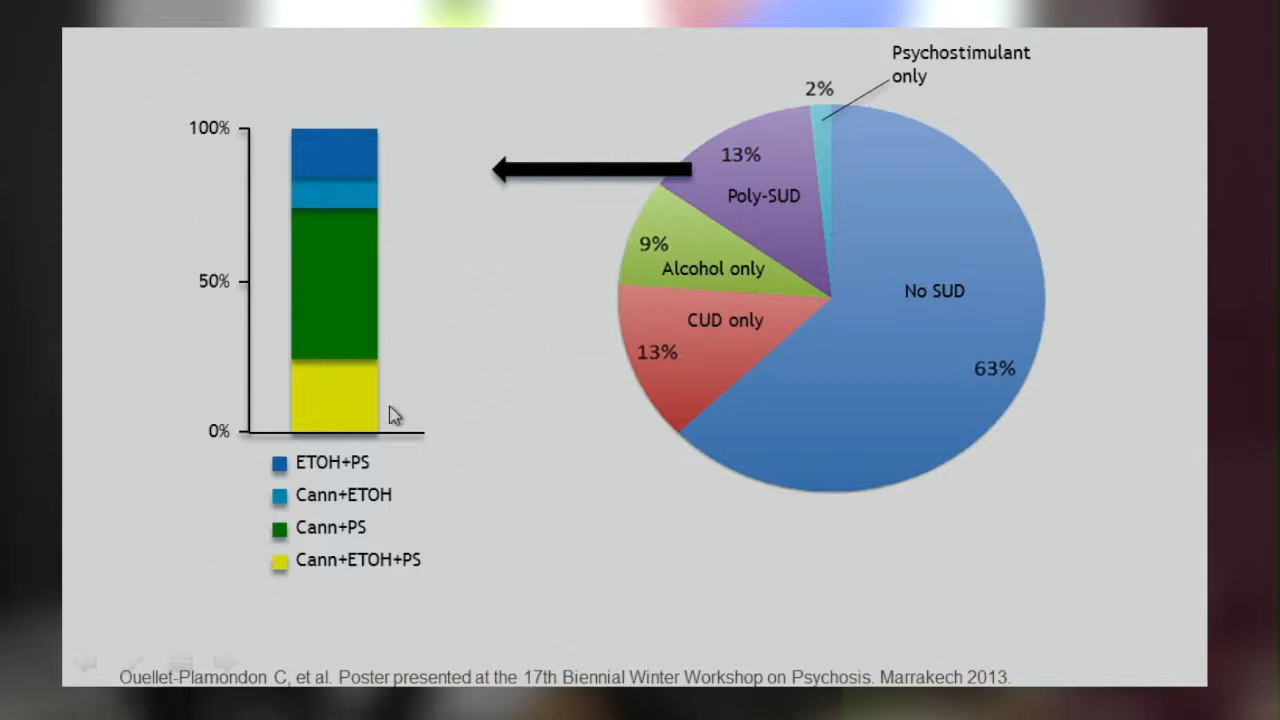 Psychostimulant
only
2%
100%
13%
Poly-SUD
9%
Alcohol only
50%
No SUD
CUD only
13%
63%
0%
ETOH+PS
Cann+ETOH
Cann+PS
Cann+ETOH+PS
Ouellet-Plamondon C, et al. Poster presented at the 17th Biennial Winter Workshop on Psychosis. Marrakech 2013.